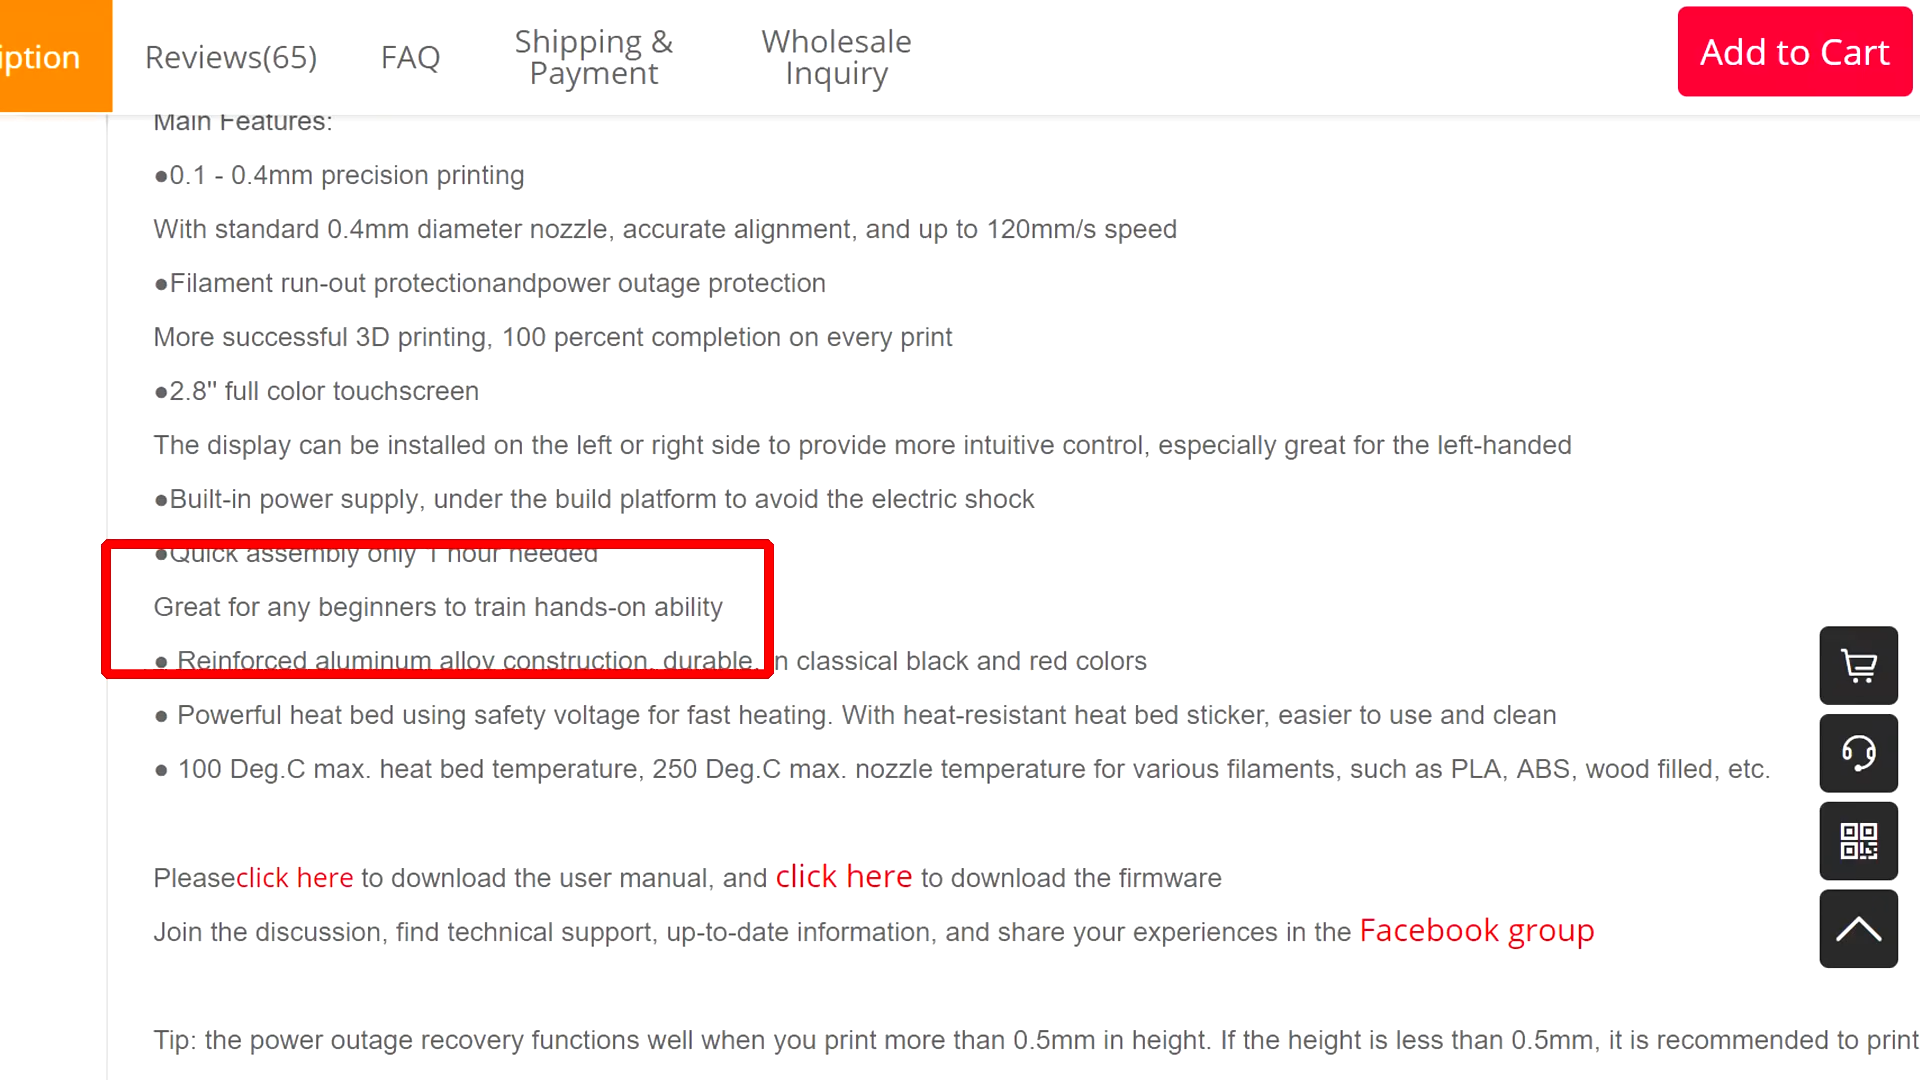 iption
Reviews(65)
FAQ
Shipping &
Payment
Wholesale
Inquiry
Add to Cart
Main Features:
●0.1 - 0.4mm precision printing
With standard 0.4mm diameter nozzle, accurate alignment, and up to 120mm/s speed
●Filament run-out protectionandpower outage protection
More successful 3D printing, 100 percent completion on every print
●2.8'' full color touchscreen
The display can be installed on the left or right side to provide more intuitive control, especially great for the left-handed
●Built-in power supply, under the build platform to avoid the electric shock
●Quick assembly only 1 hour needed
Great for any beginners to train hands-on ability
● Reinforced aluminum alloy construction, durable, in classical black and red colors
● Powerful heat bed using safety voltage for fast heating. With heat-resistant heat bed sticker, easier to use and clean
● 100 Deg.C max. heat bed temperature, 250 Deg.C max. nozzle temperature for various filaments, such as PLA, ABS, wood filled, etc.
Pleaseclick here to download the user manual, and click here to download the firmware
Join the discussion, find technical support, up-to-date information, and share your experiences in the Facebook group
Tip: the power outage recovery functions well when you print more than 0.5mm in height. If the height is less than 0.5mm, it is recommended to print